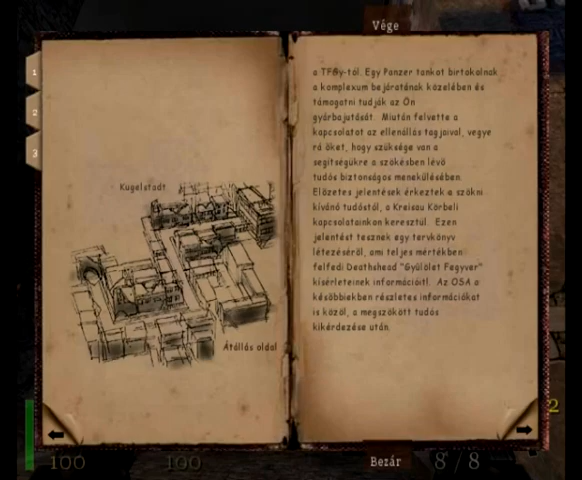 Vége
1
2
3
Kugelstadt
Átállás oldal
a TFöy-tól. Egy Panzer tankot birtokolnak
a komplexum bejáratának közelében és
támogatni tudják az Ön
gyárbajutását. Miután felvette a
kapcsolatot az ellenállás tagjaival, vegye
rá őket, hogy szüksége van a
segítségükre a szökésben lévő
tudós biztonságos menekülésében.
Előzetes jelentések érkeztek a szökni
kívánó tudóstól, a Kreisau Körbeli
kapcsolatainkon keresztül. Ezen
jelentést tesznek egy tervkönyv
létezéséről, ami teljes mértékben
felfedi Deathshead "Gyűlölet Fegyver"
kísérleteinek információitl. Az OSA a
későbbiekben részletes információkat
is közöl, a megszökött tudós
kikérdezése után.
2
100
100
Bezár
8/8